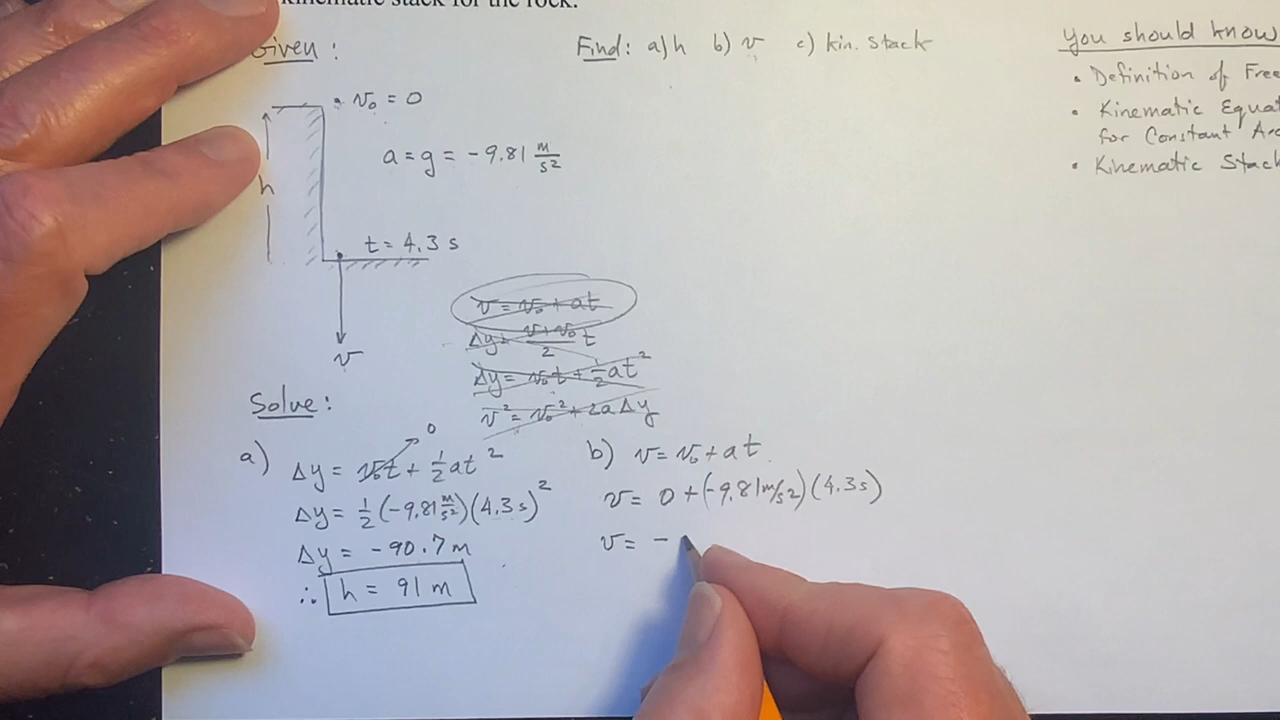 kinematic stack for the rock.
Given :
Find: a) h b) v c) kin. stack
You should know
• Definition of Free
• Kinematic Equat
for Constant Acc
• Kinematic Stack
v₀ = 0
a = g = -9.81 m/s²
h
t = 4.3 s
v
v = v₀ + at
Δy = (v + v₀)/2 t
Δy = v₀t + ½at²
v² = v₀² + 2aΔy
Solve :
a) Δy = v₀t + ½at² 0
Δy = ½(-9.81 m/s²)(4.3 s)²
Δy = -90.7 m
∴ h = 91 m
b) v = v₀ + at
v = 0 + (-9.81 m/s²)(4.3 s)
v = -